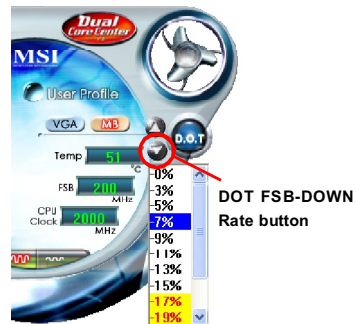 Dual
Core Center
MSI
User Profile
VGA MB
D.O.T
Temp 51 °C
FSB 200 MHz
CPU Clock 2000 MHz
-0%
-3%
-5%
-7%
-9%
-11%
-13%
-15%
-17%
-19%
DOT FSB-DOWN
Rate button